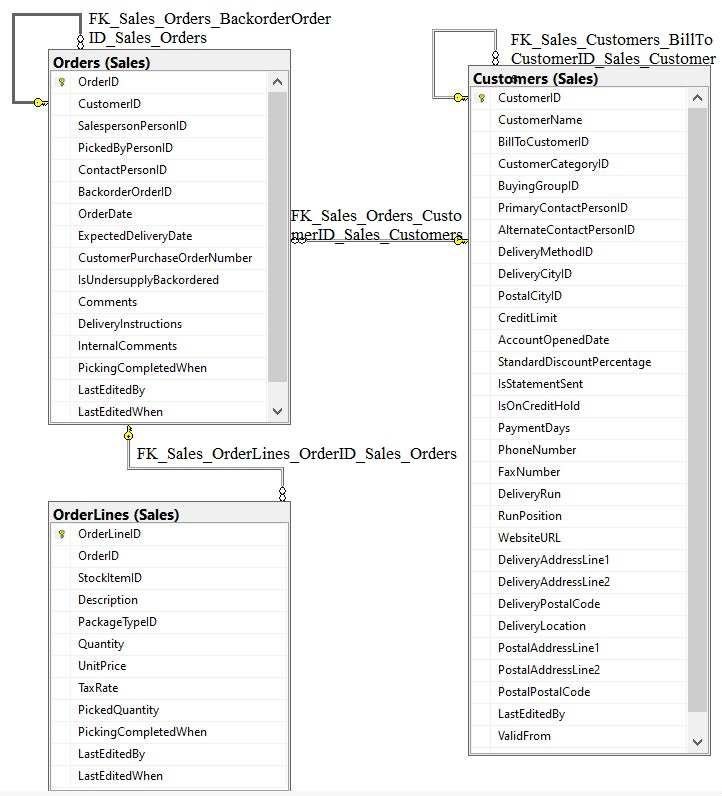 FK_Sales_Orders_BackorderOrder
ID_Sales_Orders
Orders (Sales)
OrderID
CustomerID
SalespersonPersonID
PickedByPersonID
ContactPersonID
BackorderOrderID
OrderDate
ExpectedDeliveryDate
CustomerPurchaseOrderNumber
IsUndersupplyBackordered
Comments
DeliveryInstructions
InternalComments
PickingCompletedWhen
LastEditedBy
LastEditedWhen
FK_Sales_Orders_Custo
merID_Sales_Customers
FK_Sales_OrderLines_OrderID_Sales_Orders
OrderLines (Sales)
OrderLineID
OrderID
StockItemID
Description
PackageTypeID
Quantity
UnitPrice
TaxRate
PickedQuantity
PickingCompletedWhen
LastEditedBy
LastEditedWhen
FK_Sales_Customers_BillTo
CustomerID_Sales_Customer
s
Customers (Sales)
CustomerID
CustomerName
BillToCustomerID
CustomerCategoryID
BuyingGroupID
PrimaryContactPersonID
AlternateContactPersonID
DeliveryMethodID
DeliveryCityID
PostalCityID
CreditLimit
AccountOpenedDate
StandardDiscountPercentage
IsStatementSent
IsOnCreditHold
PaymentDays
PhoneNumber
FaxNumber
DeliveryRun
RunPosition
WebsiteURL
DeliveryAddressLine1
DeliveryAddressLine2
DeliveryPostalCode
DeliveryLocation
PostalAddressLine1
PostalAddressLine2
PostalPostalCode
LastEditedBy
ValidFrom